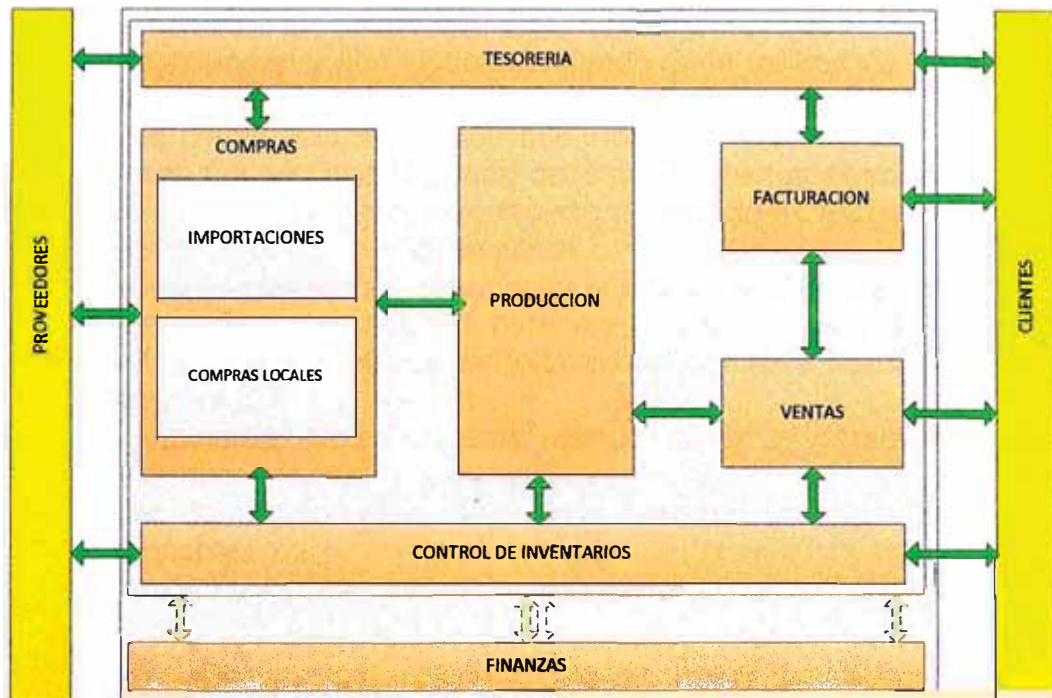 TESORERIA
PROVEEDORES
COMPRAS
IMPORTACIONES
COMPRAS LOCALES
PRODUCCION
FACTURACION
VENTAS
CLIENTES
CONTROL DE INVENTARIOS
FINANZAS